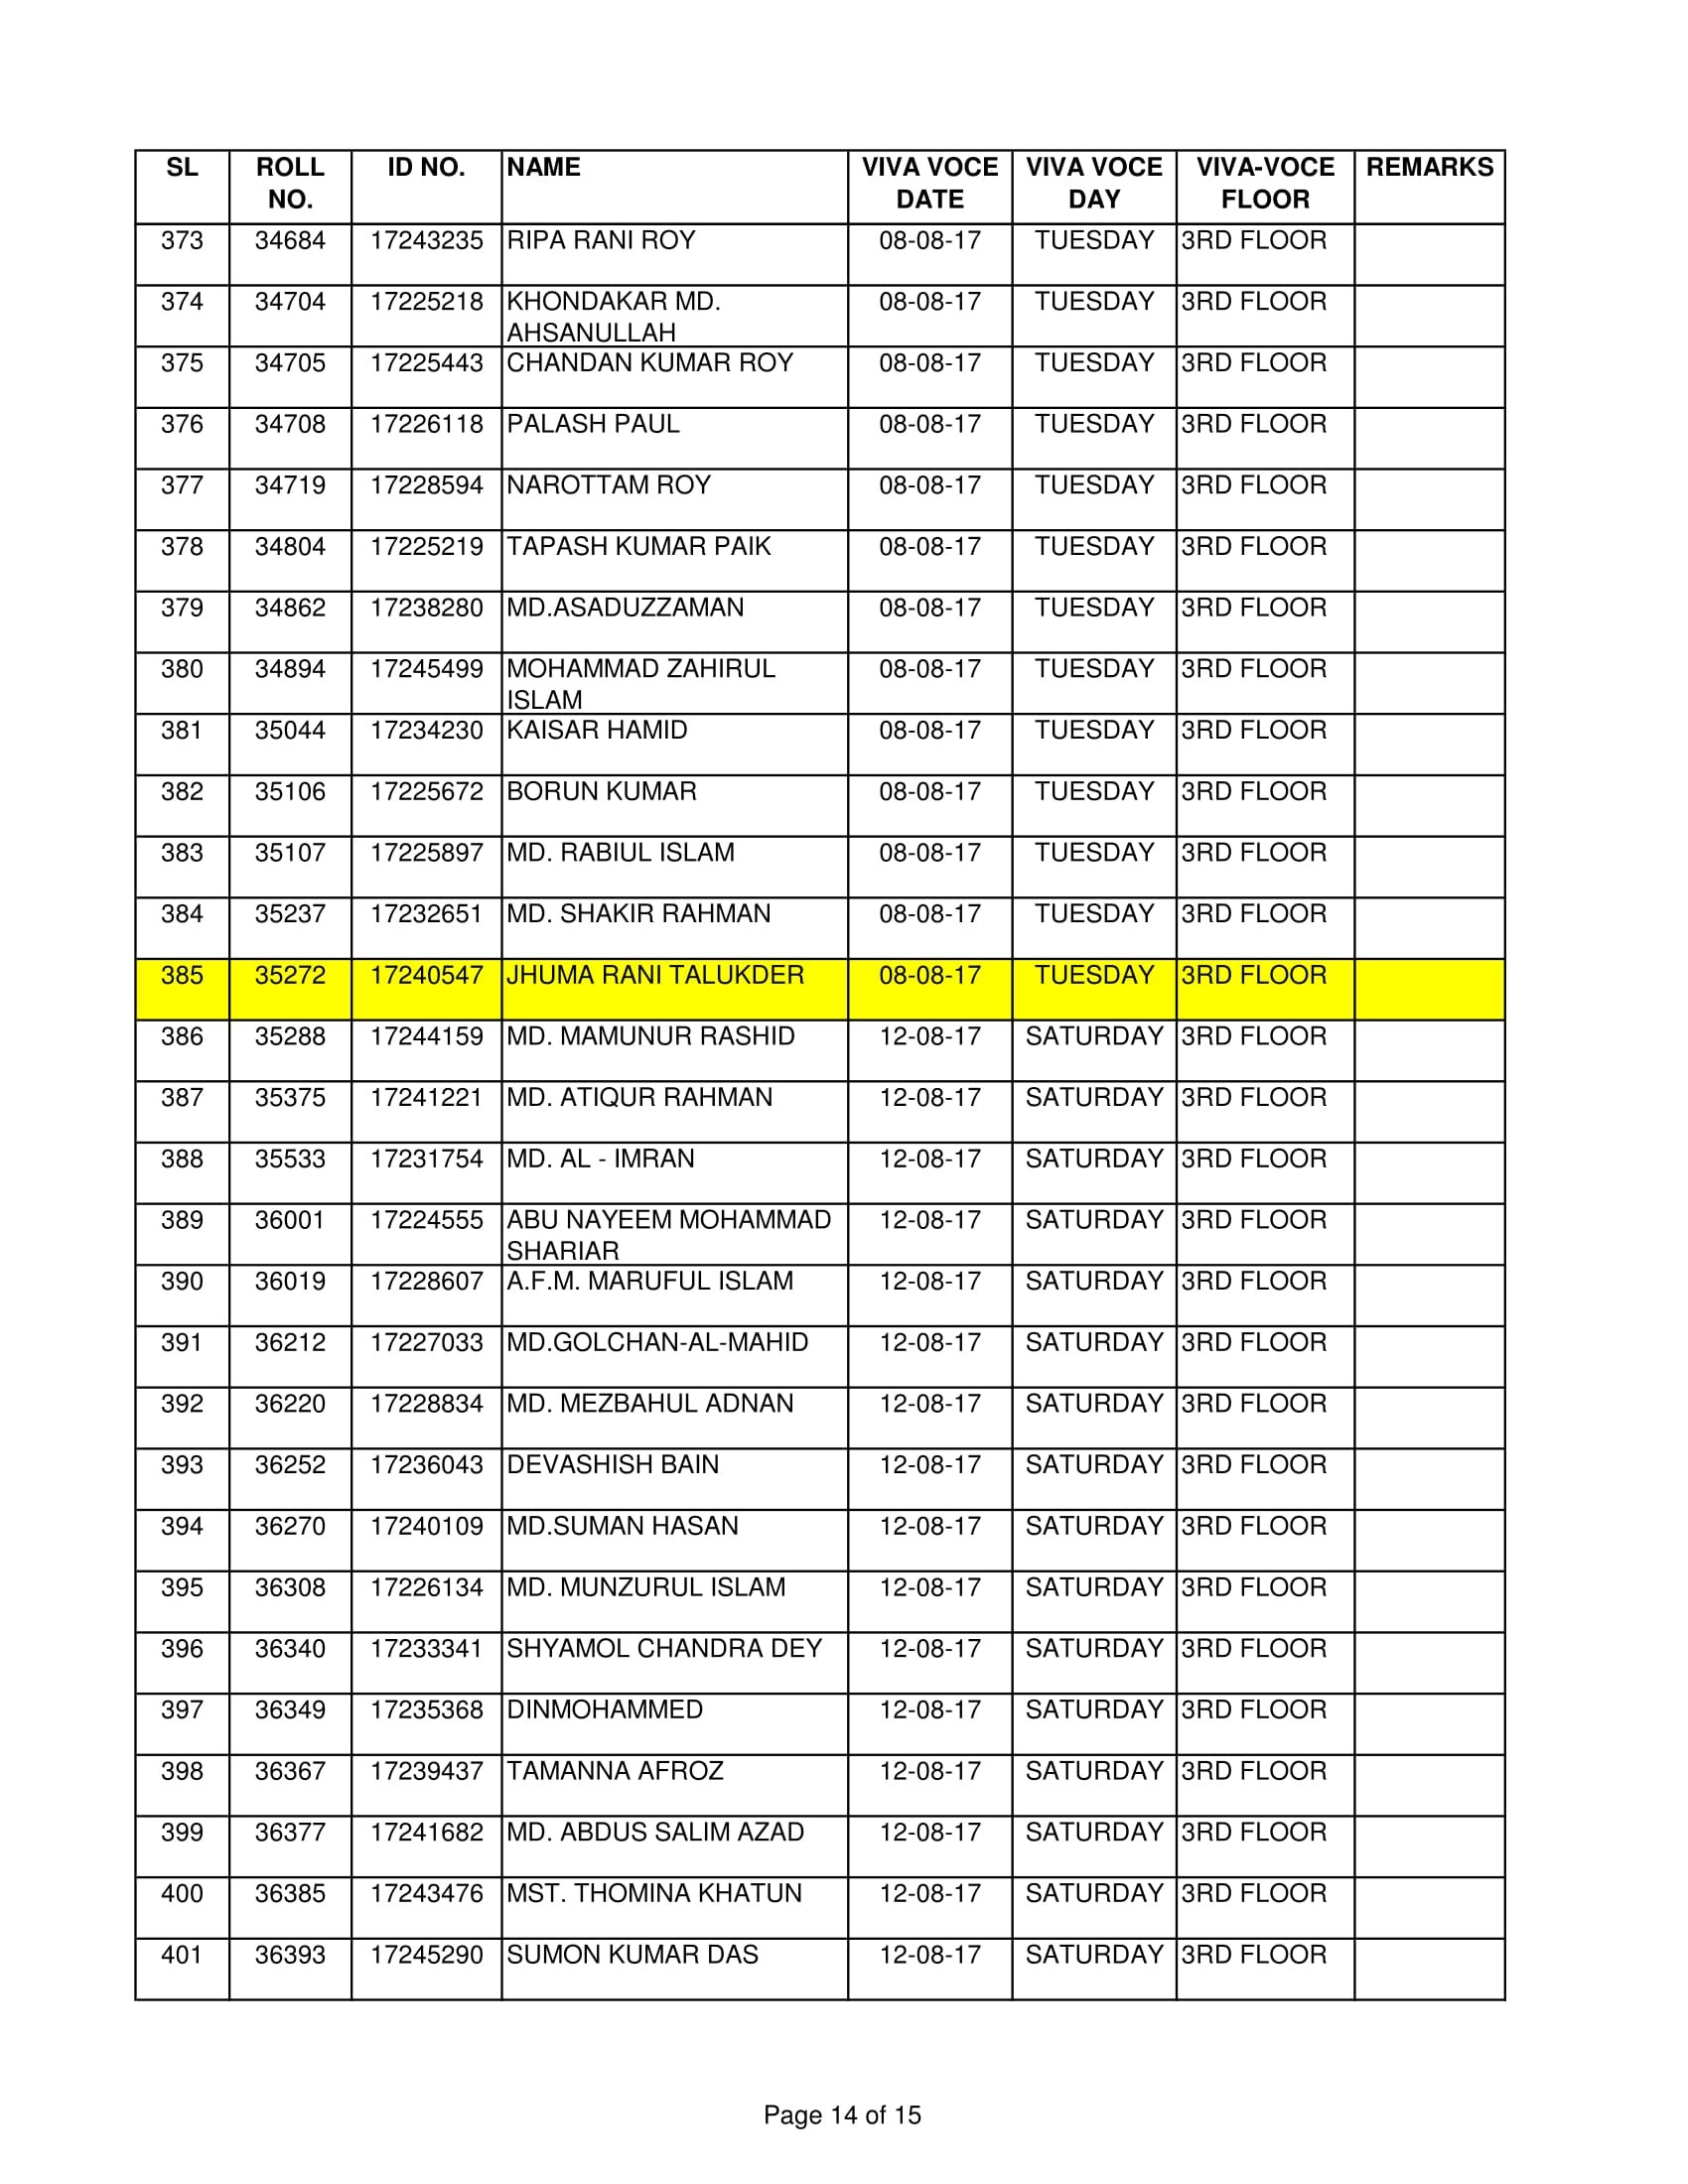 SL ROLL NO. ID NO. NAME VIVA VOCE DATE VIVA VOCE DAY VIVA-VOCE FLOOR REMARKS
373 34684 17243235 RIPA RANI ROY 08-08-17 TUESDAY 3RD FLOOR
374 34704 17225218 KHONDAKAR MD. AHSANULLAH 08-08-17 TUESDAY 3RD FLOOR
375 34705 17225443 CHANDAN KUMAR ROY 08-08-17 TUESDAY 3RD FLOOR
376 34708 17226118 PALASH PAUL 08-08-17 TUESDAY 3RD FLOOR
377 34719 17228594 NAROTTAM ROY 08-08-17 TUESDAY 3RD FLOOR
378 34804 17225219 TAPASH KUMAR PAIK 08-08-17 TUESDAY 3RD FLOOR
379 34862 17238280 MD.ASADUZZAMAN 08-08-17 TUESDAY 3RD FLOOR
380 34894 17245499 MOHAMMAD ZAHIRUL ISLAM 08-08-17 TUESDAY 3RD FLOOR
381 35044 17234230 KAISAR HAMID 08-08-17 TUESDAY 3RD FLOOR
382 35106 17225672 BORUN KUMAR 08-08-17 TUESDAY 3RD FLOOR
383 35107 17225897 MD. RABIUL ISLAM 08-08-17 TUESDAY 3RD FLOOR
384 35237 17232651 MD. SHAKIR RAHMAN 08-08-17 TUESDAY 3RD FLOOR
385 35272 17240547 JHUMA RANI TALUKDER 08-08-17 TUESDAY 3RD FLOOR
386 35288 17244159 MD. MAMUNUR RASHID 12-08-17 SATURDAY 3RD FLOOR
387 35375 17241221 MD. ATIQUR RAHMAN 12-08-17 SATURDAY 3RD FLOOR
388 35533 17231754 MD. AL - IMRAN 12-08-17 SATURDAY 3RD FLOOR
389 36001 17224555 ABU NAYEEM MOHAMMAD SHARIAR 12-08-17 SATURDAY 3RD FLOOR
390 36019 17228607 A.F.M. MARUFUL ISLAM 12-08-17 SATURDAY 3RD FLOOR
391 36212 17227033 MD.GOLCHAN-AL-MAHID 12-08-17 SATURDAY 3RD FLOOR
392 36220 17228834 MD. MEZBAHUL ADNAN 12-08-17 SATURDAY 3RD FLOOR
393 36252 17236043 DEVASHISH BAIN 12-08-17 SATURDAY 3RD FLOOR
394 36270 17240109 MD.SUMAN HASAN 12-08-17 SATURDAY 3RD FLOOR
395 36308 17226134 MD. MUNZURUL ISLAM 12-08-17 SATURDAY 3RD FLOOR
396 36340 17233341 SHYAMOL CHANDRA DEY 12-08-17 SATURDAY 3RD FLOOR
397 36349 17235368 DINMOHAMMED 12-08-17 SATURDAY 3RD FLOOR
398 36367 17239437 TAMANNA AFROZ 12-08-17 SATURDAY 3RD FLOOR
399 36377 17241682 MD. ABDUS SALIM AZAD 12-08-17 SATURDAY 3RD FLOOR
400 36385 17243476 MST. THOMINA KHATUN 12-08-17 SATURDAY 3RD FLOOR
401 36393 17245290 SUMON KUMAR DAS 12-08-17 SATURDAY 3RD FLOOR
Page 14 of 15